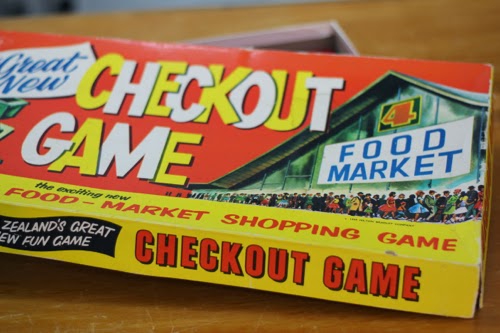 Great
New
CHECKOUT
GAME
4
FOOD
MARKET
the exciting new
FOOD-MARKET SHOPPING GAME
ZEALAND'S GREAT
EW FUN GAME
CHECKOUT GAME